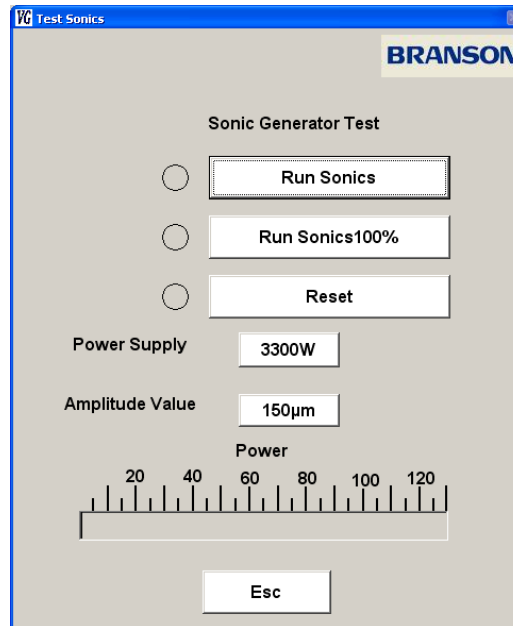 VG Test Sonics
BRANSON
Sonic Generator Test
Run Sonics
Run Sonics100%
Reset
Power Supply 3300W
Amplitude Value 150µm
Power
20 40 60 80 100 120
Esc